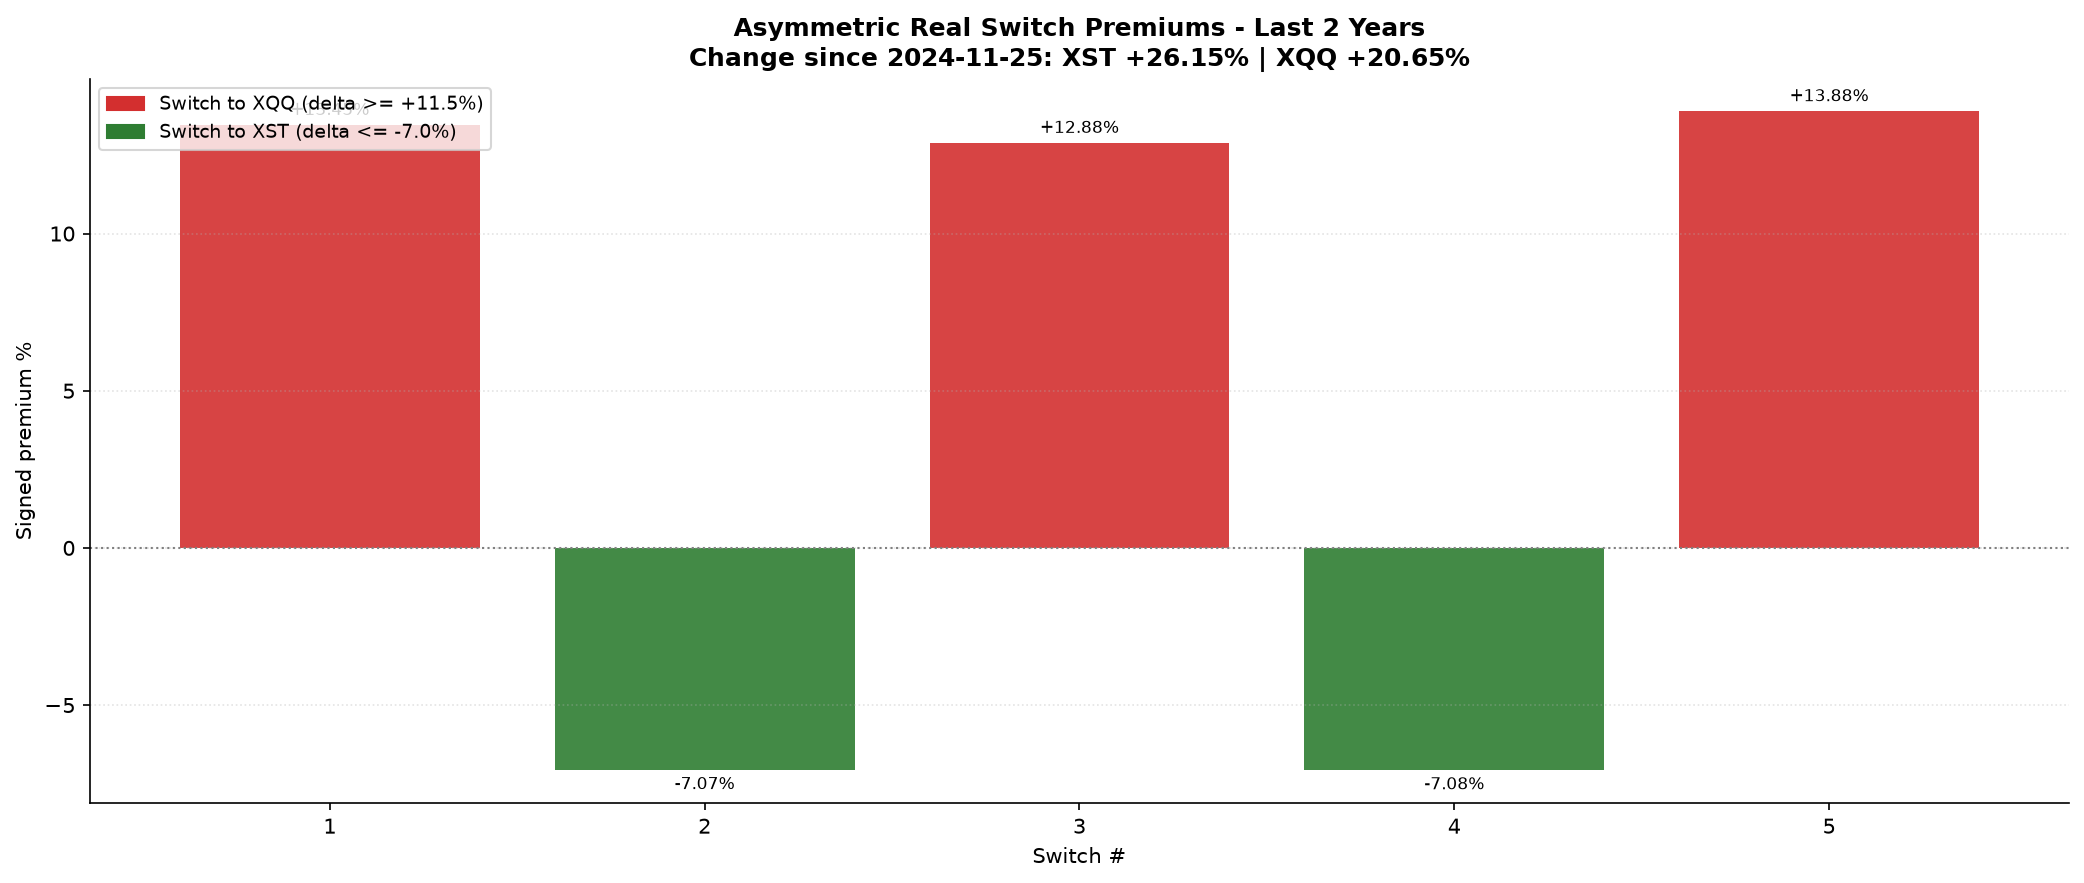 Asymmetric Real Switch Premiums - Last 2 Years
Change since 2024-11-25: XST +26.15% | XQQ +20.65%
Switch to XQQ (delta >= +11.5%)
Switch to XST (delta <= -7.0%)
+12.88%
+13.88%
10
5
0
−5
Signed premium %
-7.07%
-7.08%
1
2
3
4
5
Switch #